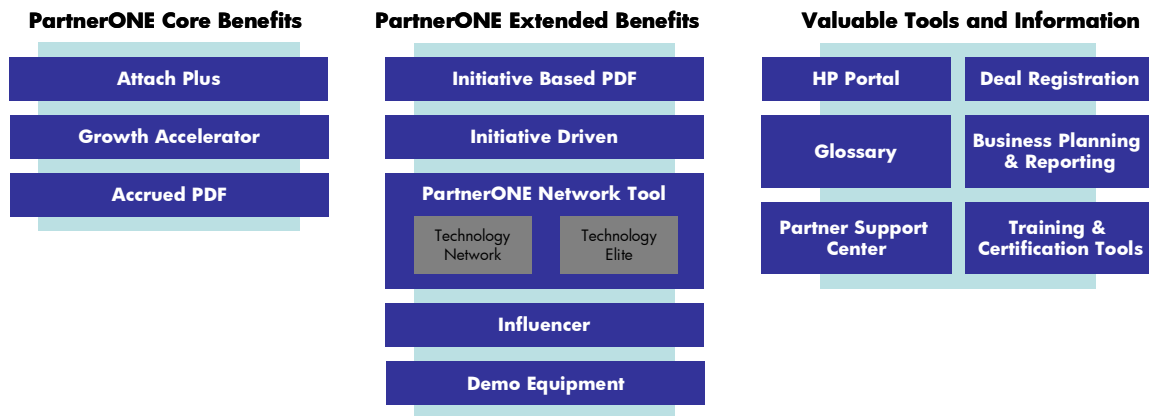 PartnerONE Core Benefits
Attach Plus
Growth Accelerator
Accrued PDF
PartnerONE Extended Benefits
Initiative Based PDF
Initiative Driven
PartnerONE Network Tool
Technology
Network
Technology
Elite
Influencer
Demo Equipment
Valuable Tools and Information
HP Portal
Deal Registration
Glossary
Business Planning
& Reporting
Partner Support
Center
Training &
Certification Tools